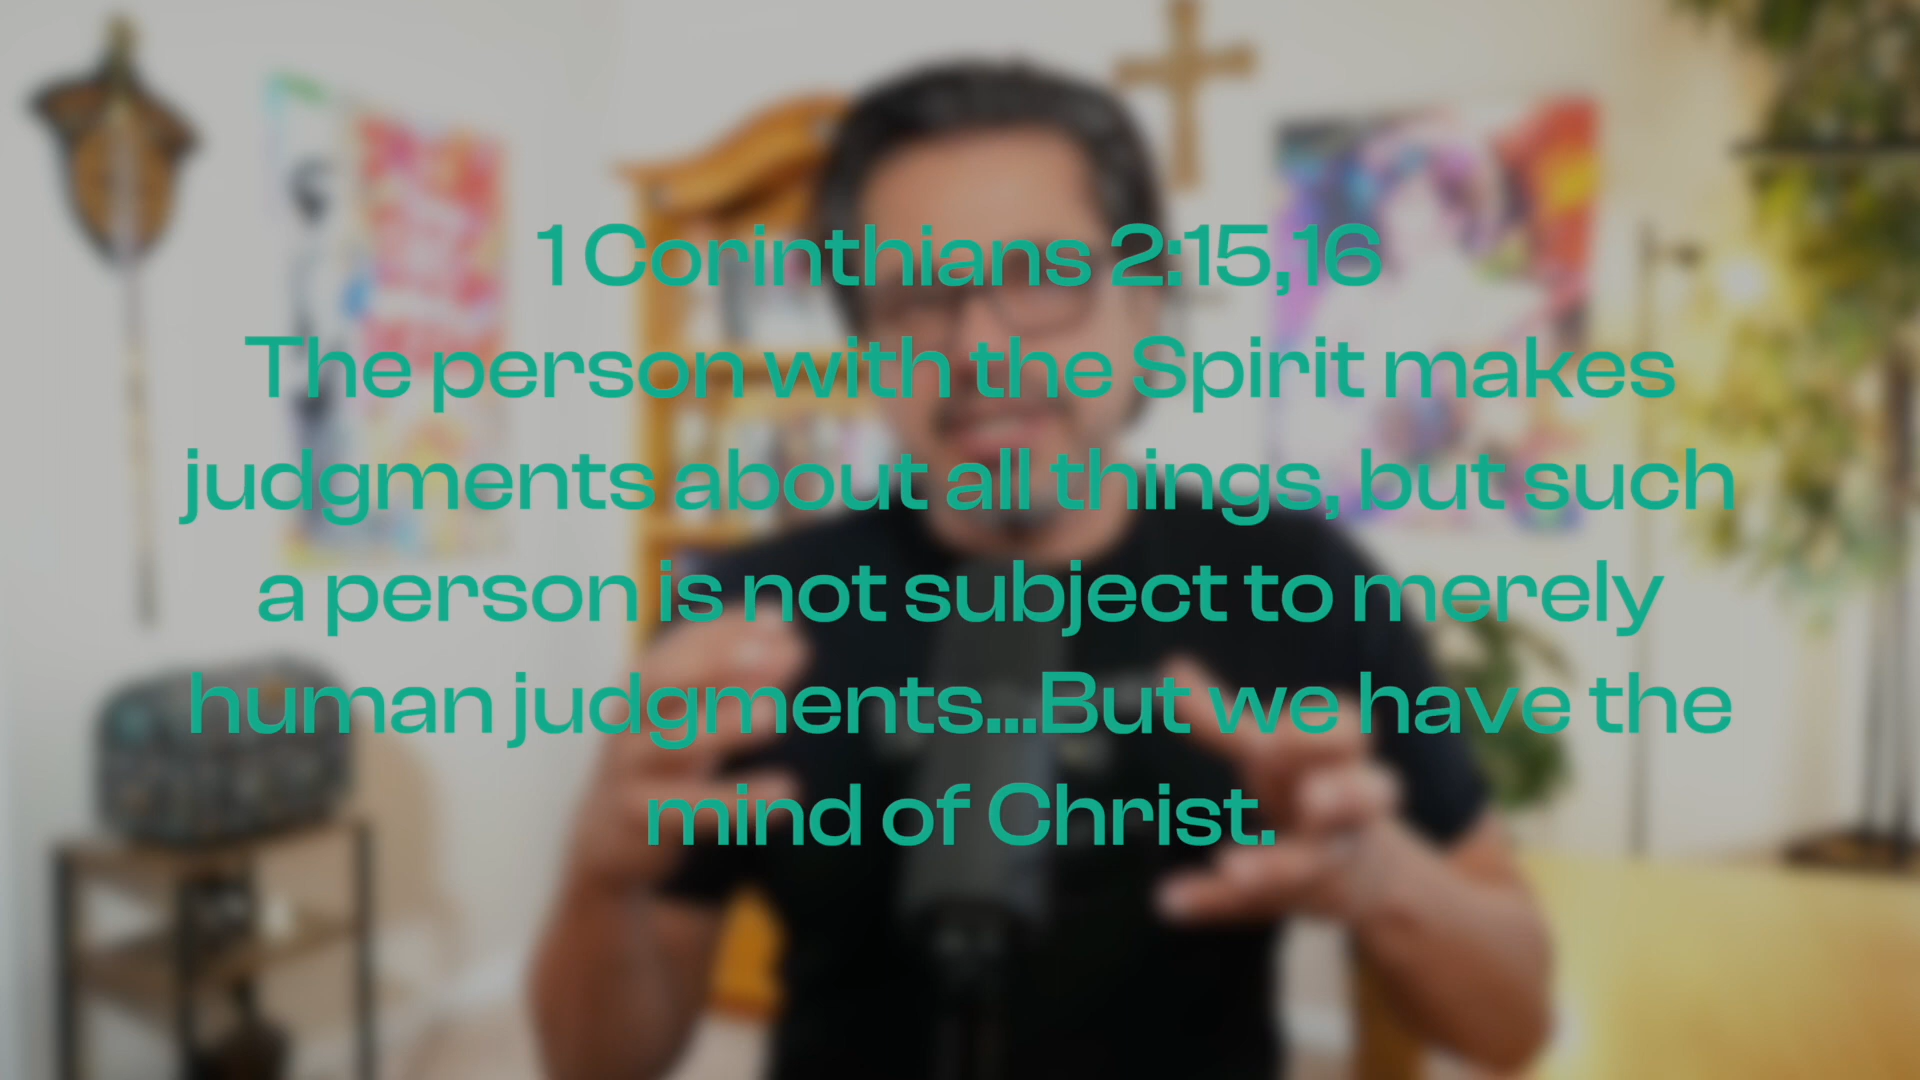 1 Corinthians 2:15,16
The person with the Spirit makes
judgments about all things, but such
a person is not subject to merely
human judgments...But we have the
mind of Christ.